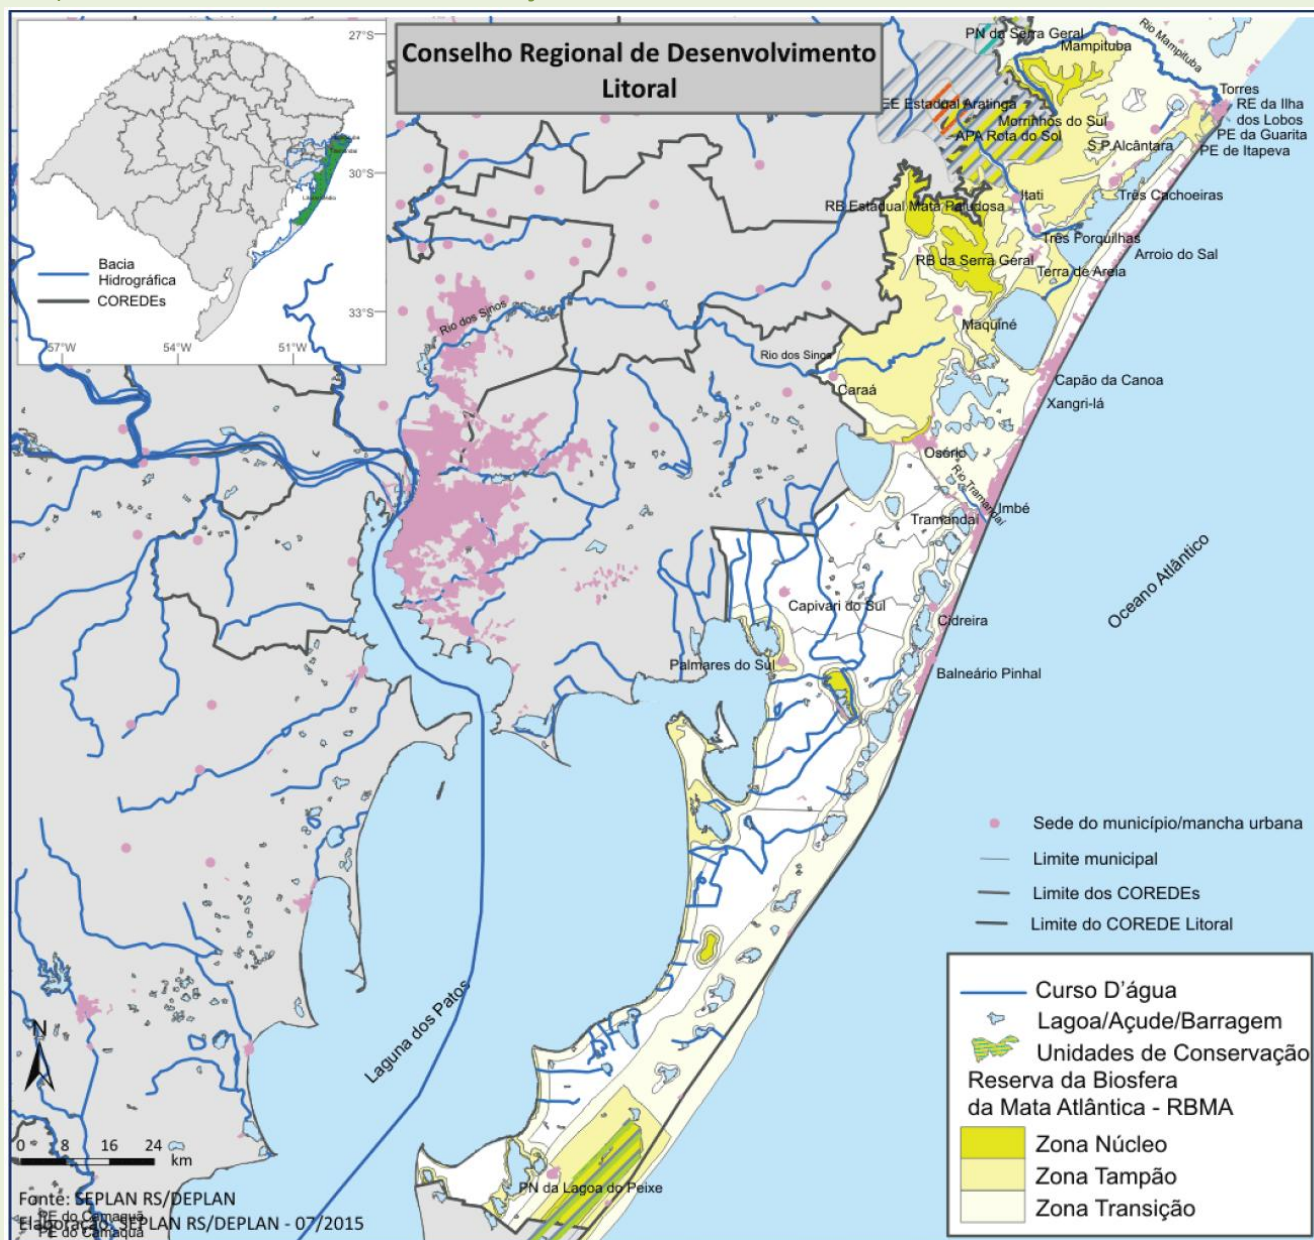 Conselho Regional de Desenvolvimento
Litoral
27°S
30°S
33°S
57°W
54°W
51°W
Bacia
Hidrográfica
COREDEs
PN da Serra Geral
Mampituba
Rio Mampituba
Torres
RE da Ilha
dos Lobos
PE da Guarita
PE de Itapeva
EE Estadual Aratinga
Morrinhos do Sul
APA Rota do Sol
S.P.Alcântara
Itati
Três Cachoeiras
RB Estadual Mata Paludosa
Três Forquilhas
Arroio do Sal
RB da Serra Geral
Terra de Areia
Maquiné
Rio dos Sinos
Rio dos Sinos
Caraá
Capão da Canoa
Xangri-lá
Osório
Rio Tramandaí
Imbé
Tramandaí
Oceano Atlântico
Capivari do Sul
Cidreira
Palmares do Sul
Balneário Pinhal
Laguna dos Patos
PN da Lagoa do Peixe
Sede do município/mancha urbana
Limite municipal
Limite dos COREDEs
Limite do COREDE Litoral
Curso D'água
Lagoa/Açude/Barragem
Unidades de Conservação
Reserva da Biosfera
da Mata Atlântica - RBMA
Zona Núcleo
Zona Tampão
Zona Transição
N
0 8 16 24
km
Fonte: SEPLAN RS/DEPLAN
PE do Camaquã
Elaboração: SEPLAN RS/DEPLAN - 07/2015
PE do Camaquã